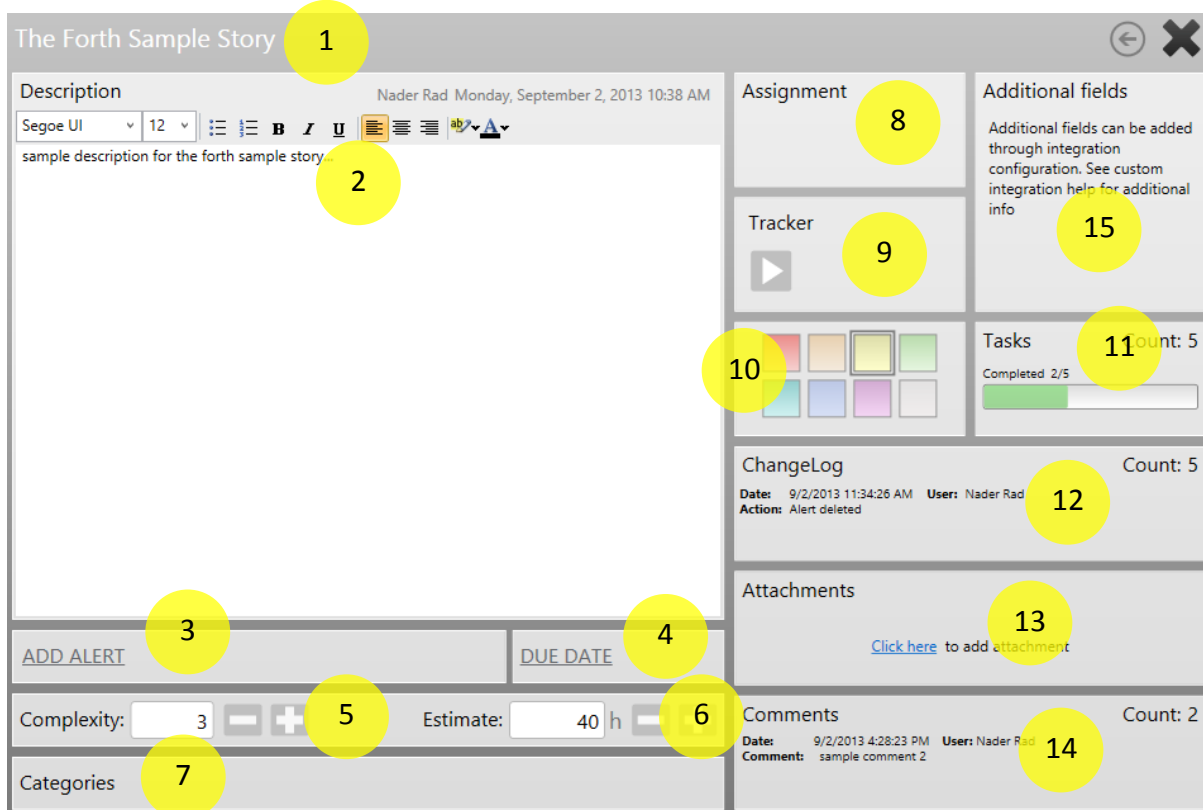 The Forth Sample Story
1
Description
Nader Rad Monday, September 2, 2013 10:38 AM
Segoe UI 12 B I U ab A
sample description for the forth sample story...
2
3
ADD ALERT
4
DUE DATE
Complexity: 3
5
Estimate: 40 h
6
7
Categories
Assignment
8
Tracker
9
10
Additional fields
Additional fields can be added
through integration
configuration. See custom
integration help for additional
info
15
Tasks Count: 5
11
Completed 2/5
ChangeLog Count: 5
Date: 9/2/2013 11:34:26 AM User: Nader Rad
Action: Alert deleted
12
Attachments
13
Click here to add attachment
Comments Count: 2
Date: 9/2/2013 4:28:23 PM User: Nader Rad
Comment: sample comment 2
14